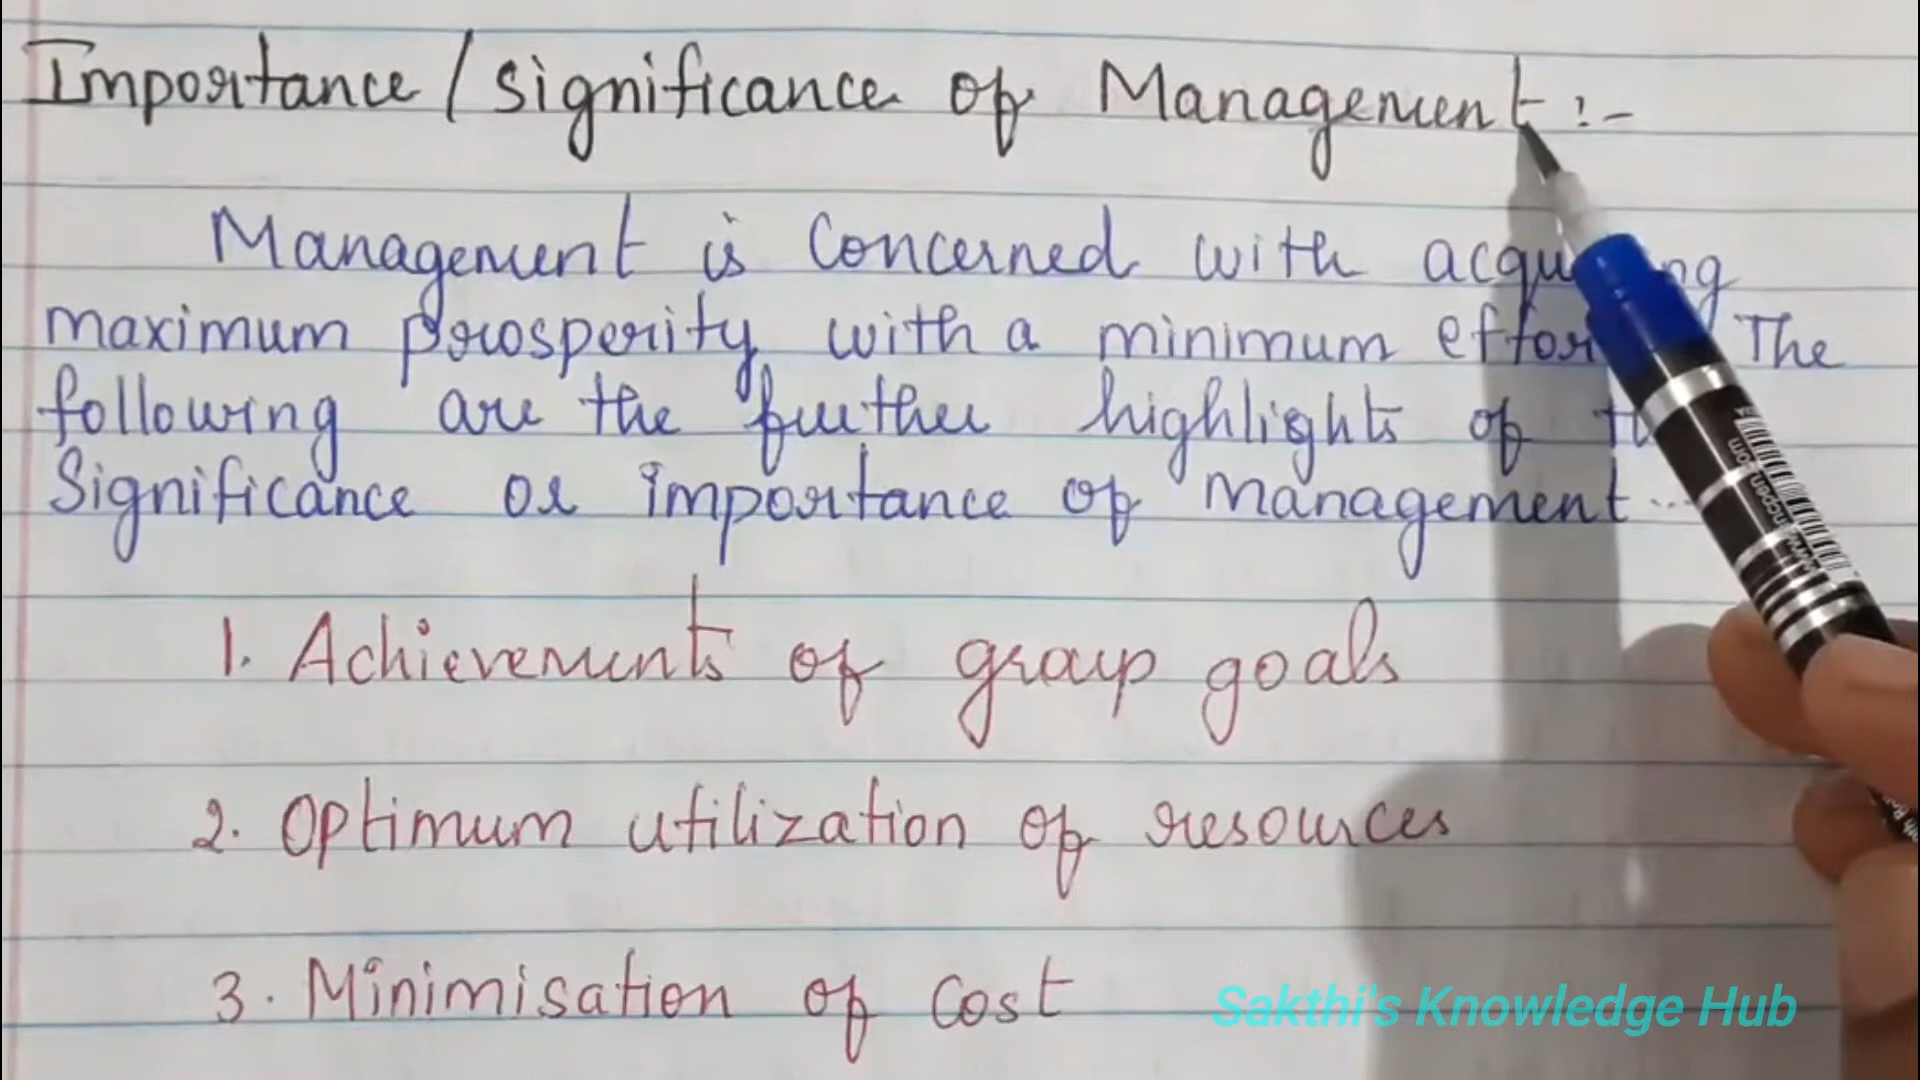 Importance / Significance of Management :-
Management is concerned with acqu ng
maximum prosperity with a minimum effor The
following are the further highlights of
Significance or importance of management...
1. Achievements of group goals
2. Optimum utilization of resources
3. Minimisation of cost
Sakthi's Knowledge Hub